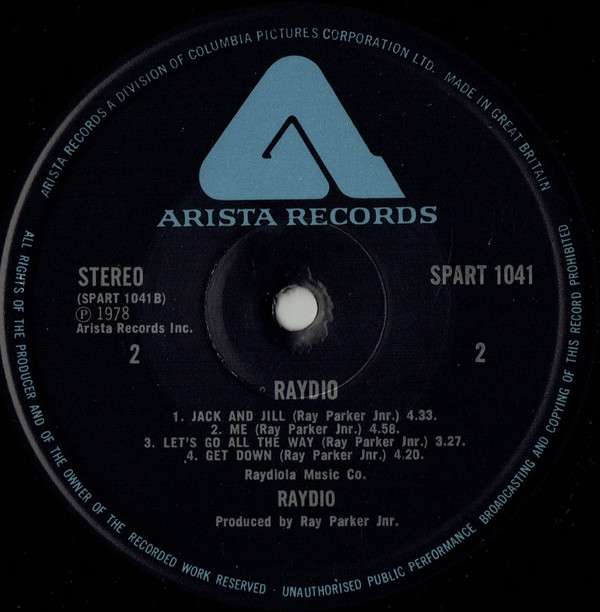 ARISTA RECORDS A DIVISION OF COLUMBIA PICTURES CORPORATION LTD. MADE IN GREAT BRITAIN
ARISTA RECORDS
STEREO
(SPART 1041B)
Ⓟ 1978
Arista Records Inc.
2
SPART 1041
2
RAYDIO
1. JACK AND JILL (Ray Parker Jnr.) 4.33.
2. ME (Ray Parker Jnr.) 4.58.
3. LET'S GO ALL THE WAY (Ray Parker Jnr.) 3.27.
4. GET DOWN (Ray Parker Jnr.) 4.20.
Raydiola Music Co.
RAYDIO
Produced by Ray Parker Jnr.
ALL RIGHTS OF THE PRODUCER AND OF THE OWNER OF THE RECORDED WORK RESERVED · UNAUTHORISED PUBLIC PERFORMANCE BROADCASTING AND COPYING OF THIS RECORD PROHIBITED.